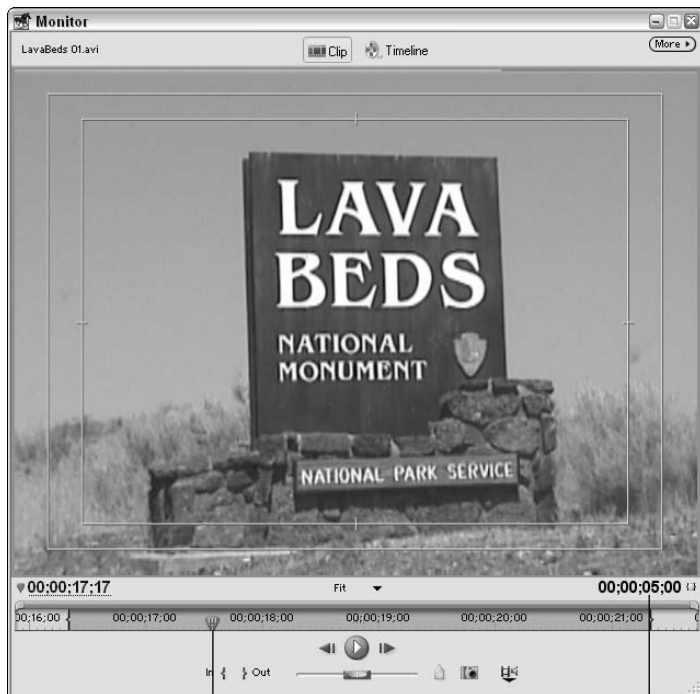 Monitor
LavaBeds 01.avi
Clip
Timeline
More
LAVA
BEDS
NATIONAL
MONUMENT
NATIONAL PARK SERVICE
00;00;17;17
Fit
00;00;05;00
00;00;17;00
00;00;18;00
00;00;19;00
00;00;20;00
00;00;21;00
In { } Out